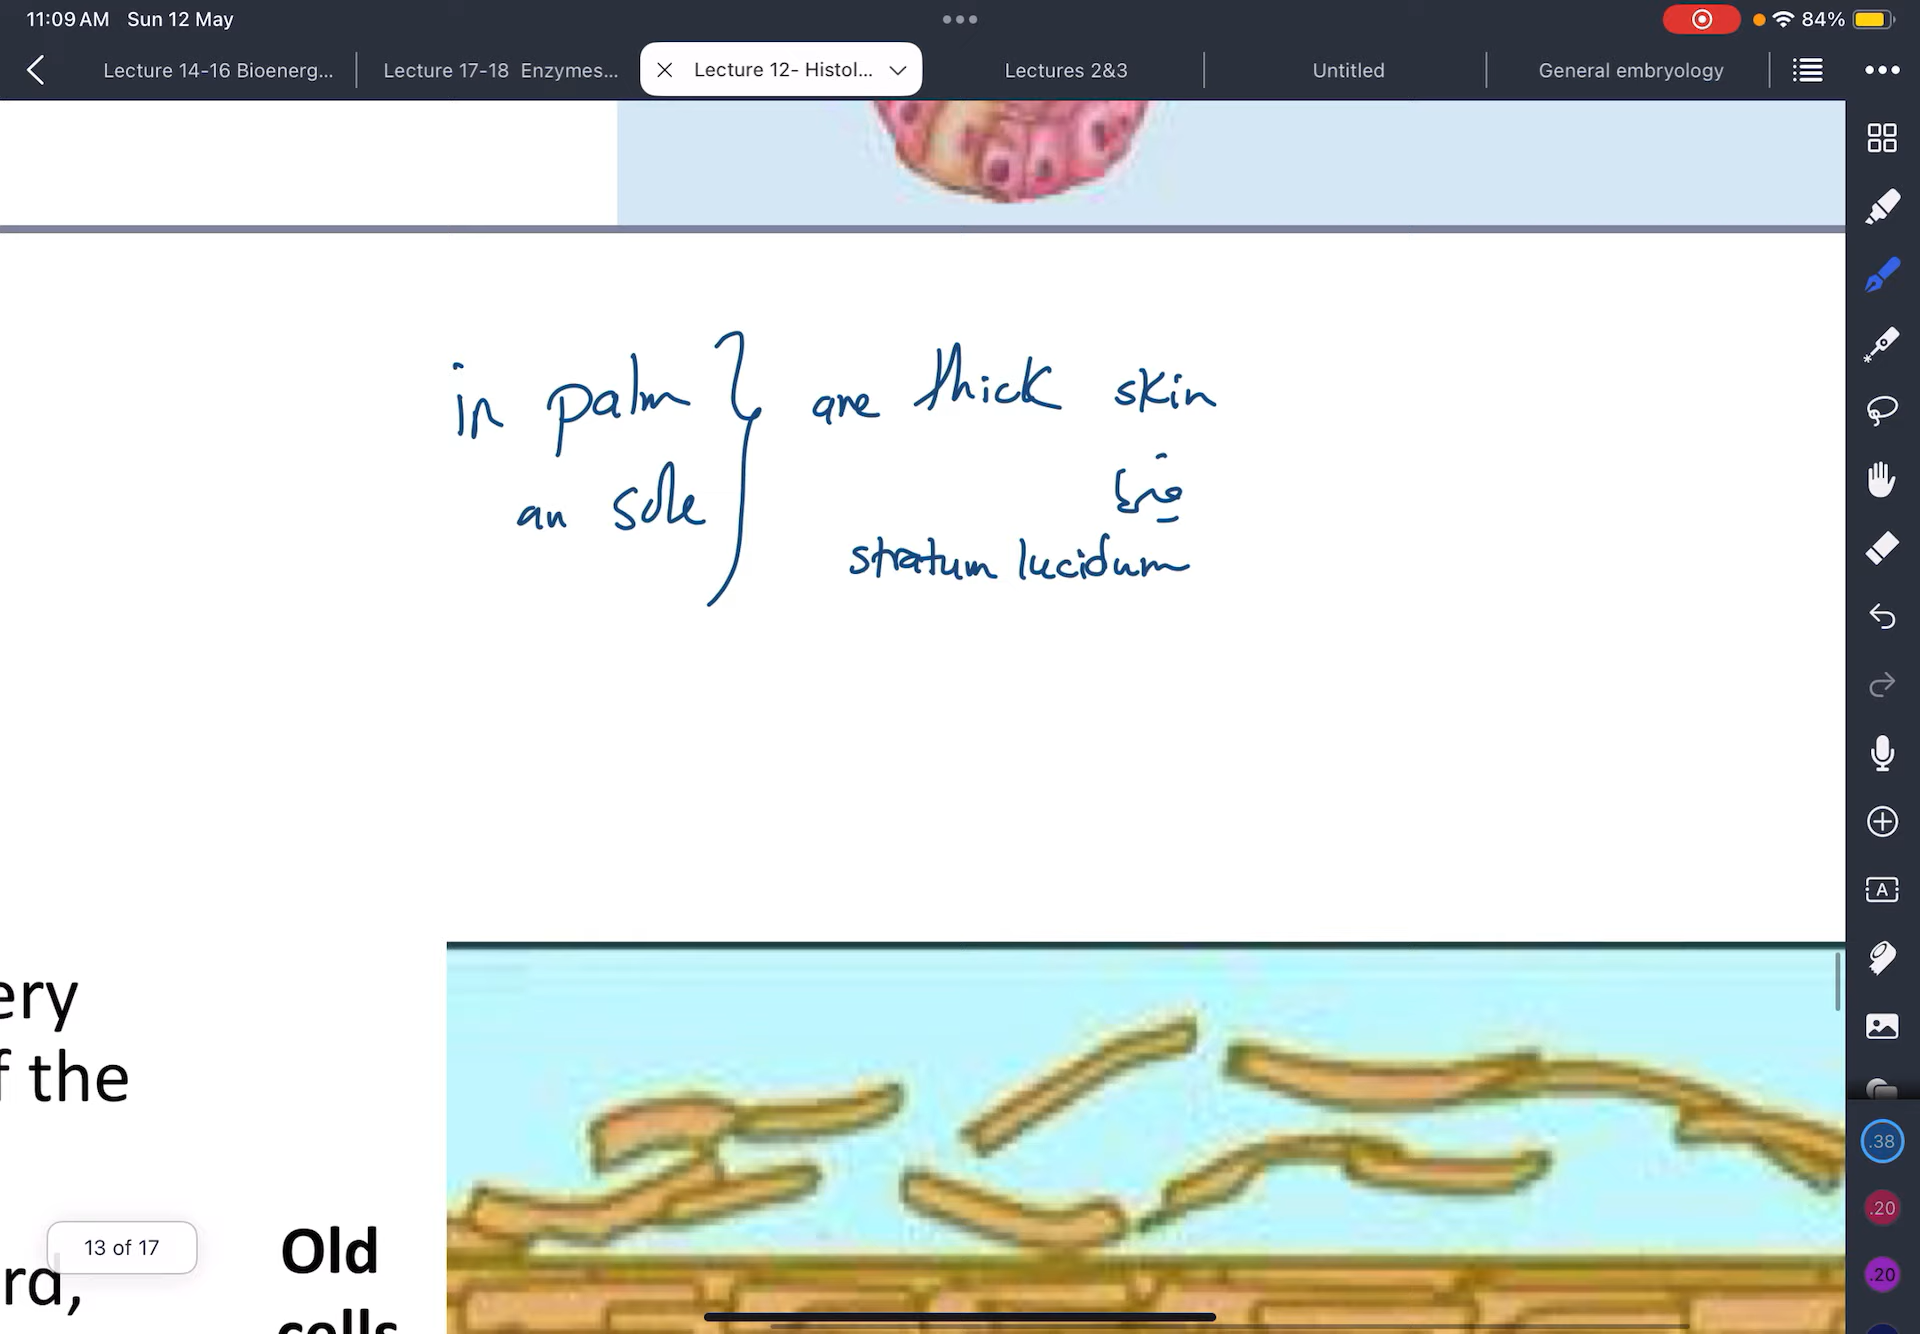 11:09 AM Sun 12 May
84%
Lecture 14-16 Bioenerg...
Lecture 17-18 Enzymes...
Lecture 12- Histol...
Lectures 2&3
Untitled
General embryology
in palm } are thick skin
an sole
stratum lucidum
ery
f the
13 of 17
Old
rd,
cells
A
.38
.20
.20